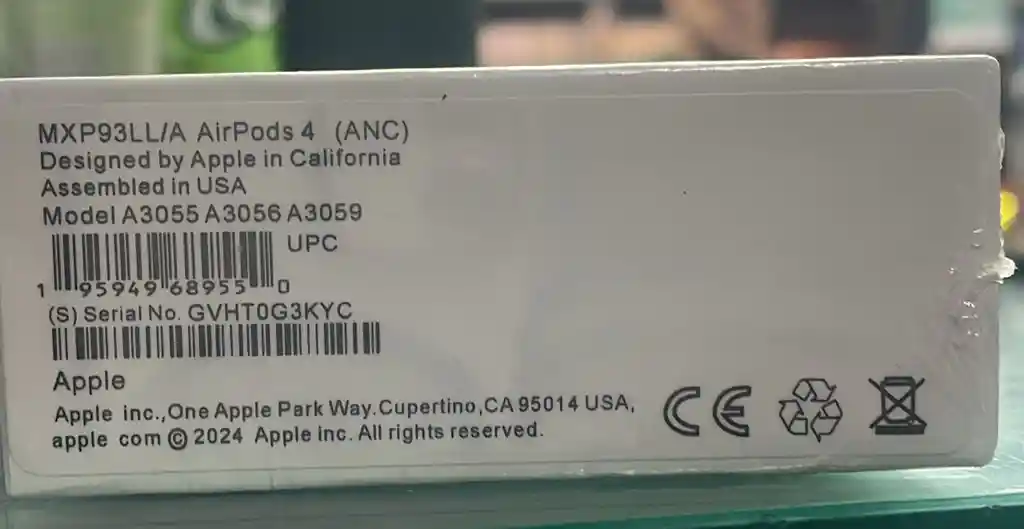 MXP93LL/A AirPods 4 (ANC)
Designed by Apple in California
Assembled in USA
Model A3055 A3056 A3059
UPC
1 95949 68955 0
(S) Serial No. GVHT0G3KYC
Apple
Apple inc.,One Apple Park Way.Cupertino,CA 95014 USA,
apple com © 2024 Apple inc. All rights reserved.
CE